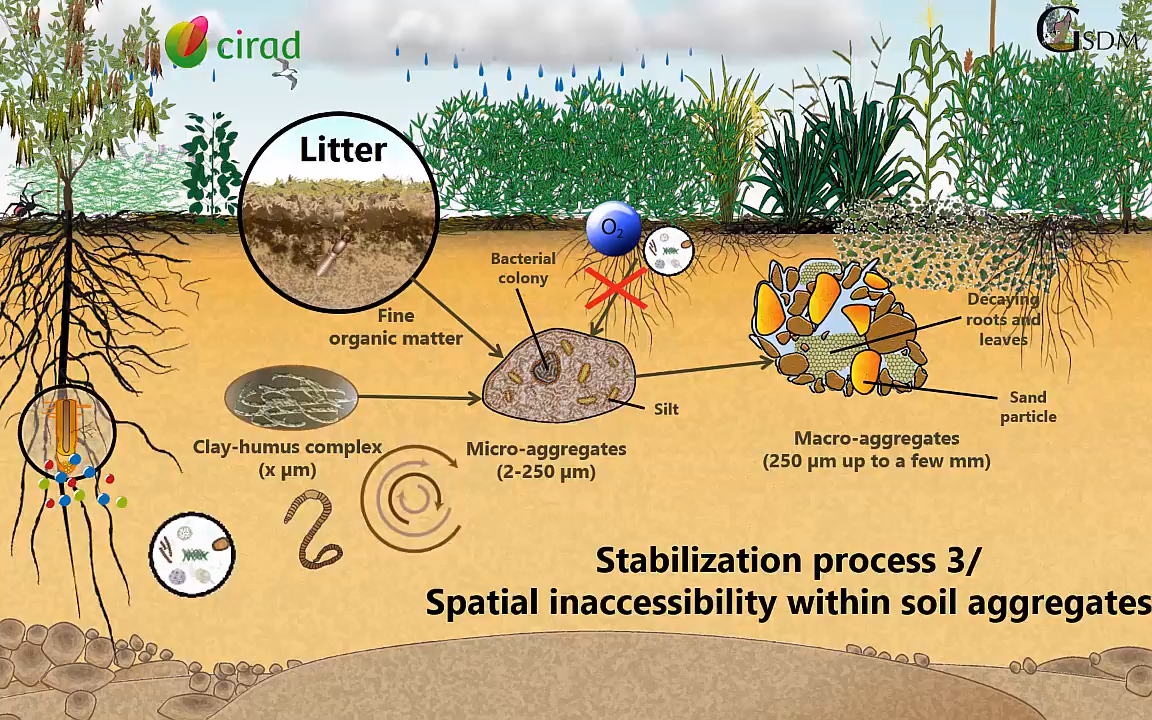 cirad
GSDM
Litter
O₂
Bacterial
colony
Fine
organic matter
Decaying
roots and
leaves
Silt
Sand
particle
Clay-humus complex
(x µm)
Micro-aggregates
(2-250 µm)
Macro-aggregates
(250 µm up to a few mm)
Stabilization process 3/
Spatial inaccessibility within soil aggregates